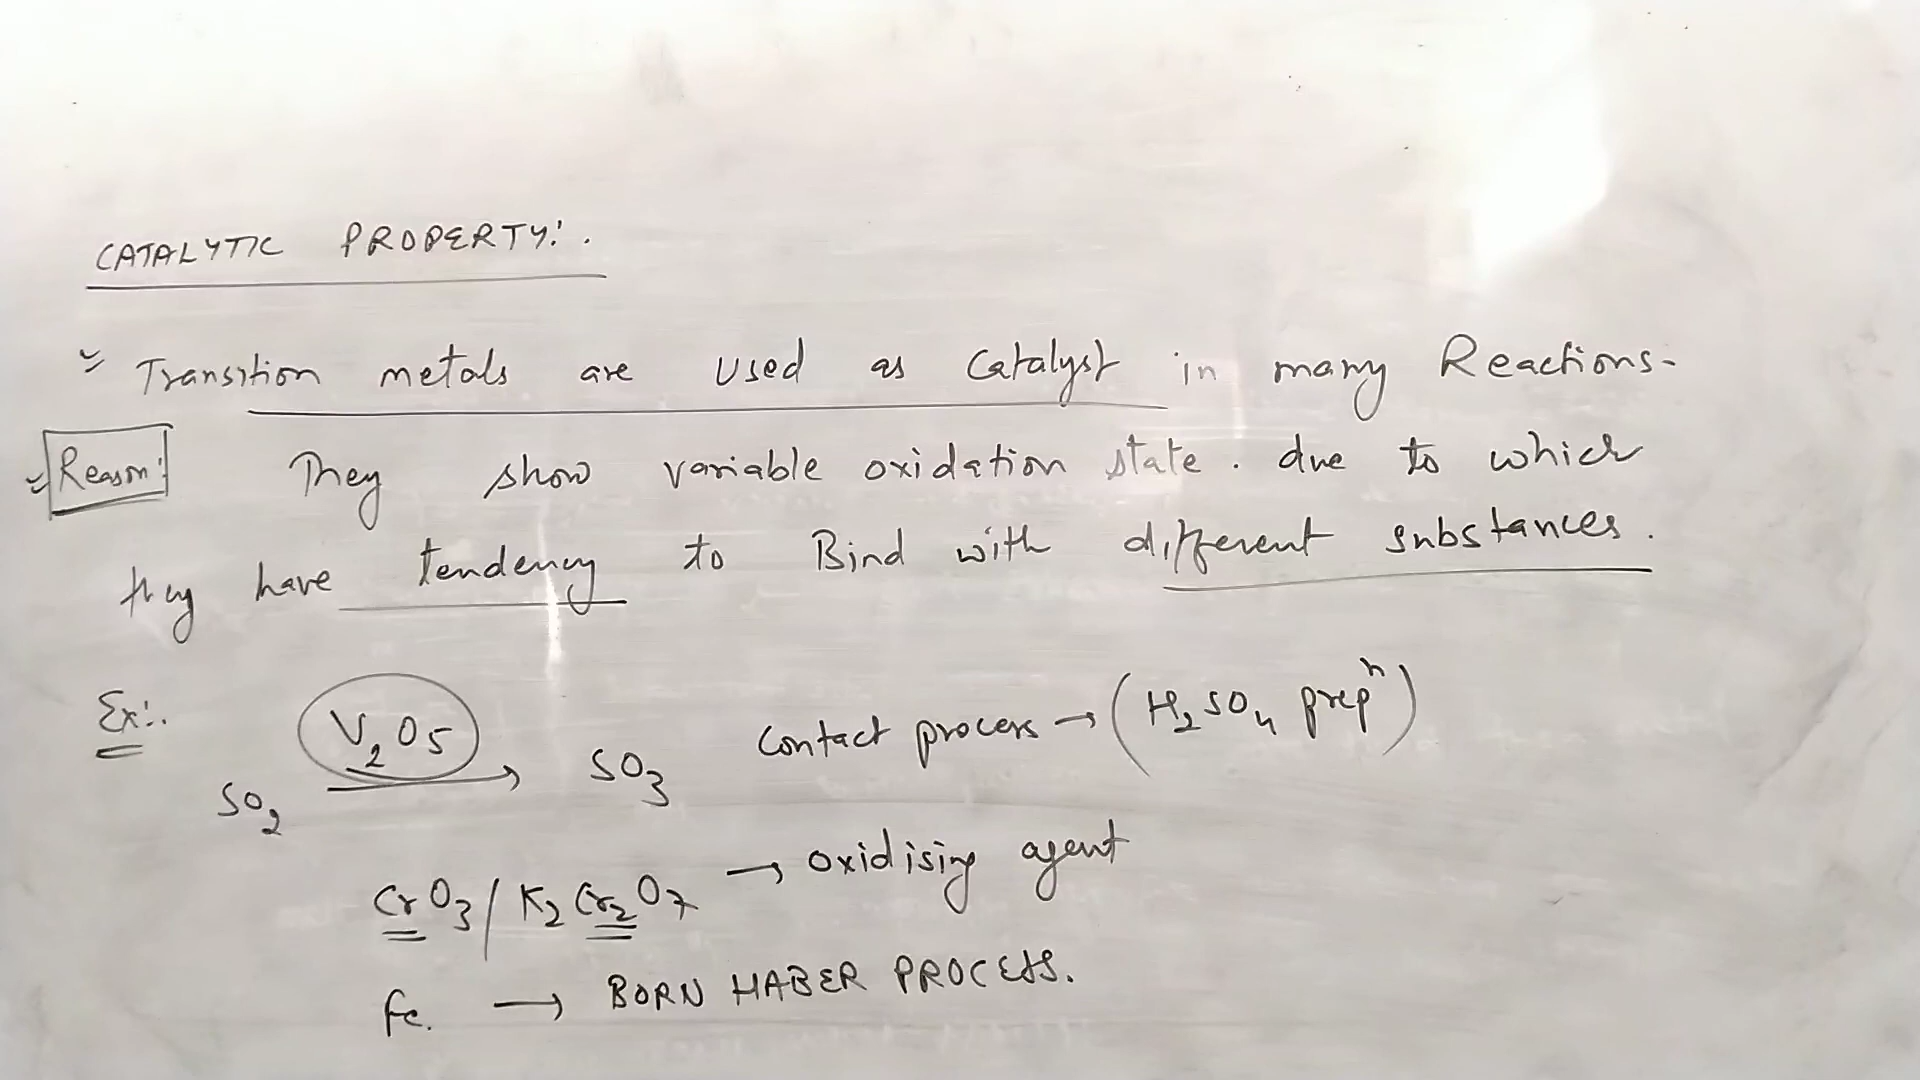 CATALYTIC PROPERTY:.
Transition metals are used as Catalyst in many Reactions.
Reason: They show variable oxidation state. due to which
they have tendency to Bind with different substances.
Ex:. SO₂ V₂O₅ → SO₃ Contact process → (H₂SO₄ prepⁿ)
CrO₃/K₂Cr₂O₇ → oxidising agent
Fe. → BORN HABER PROCESS.